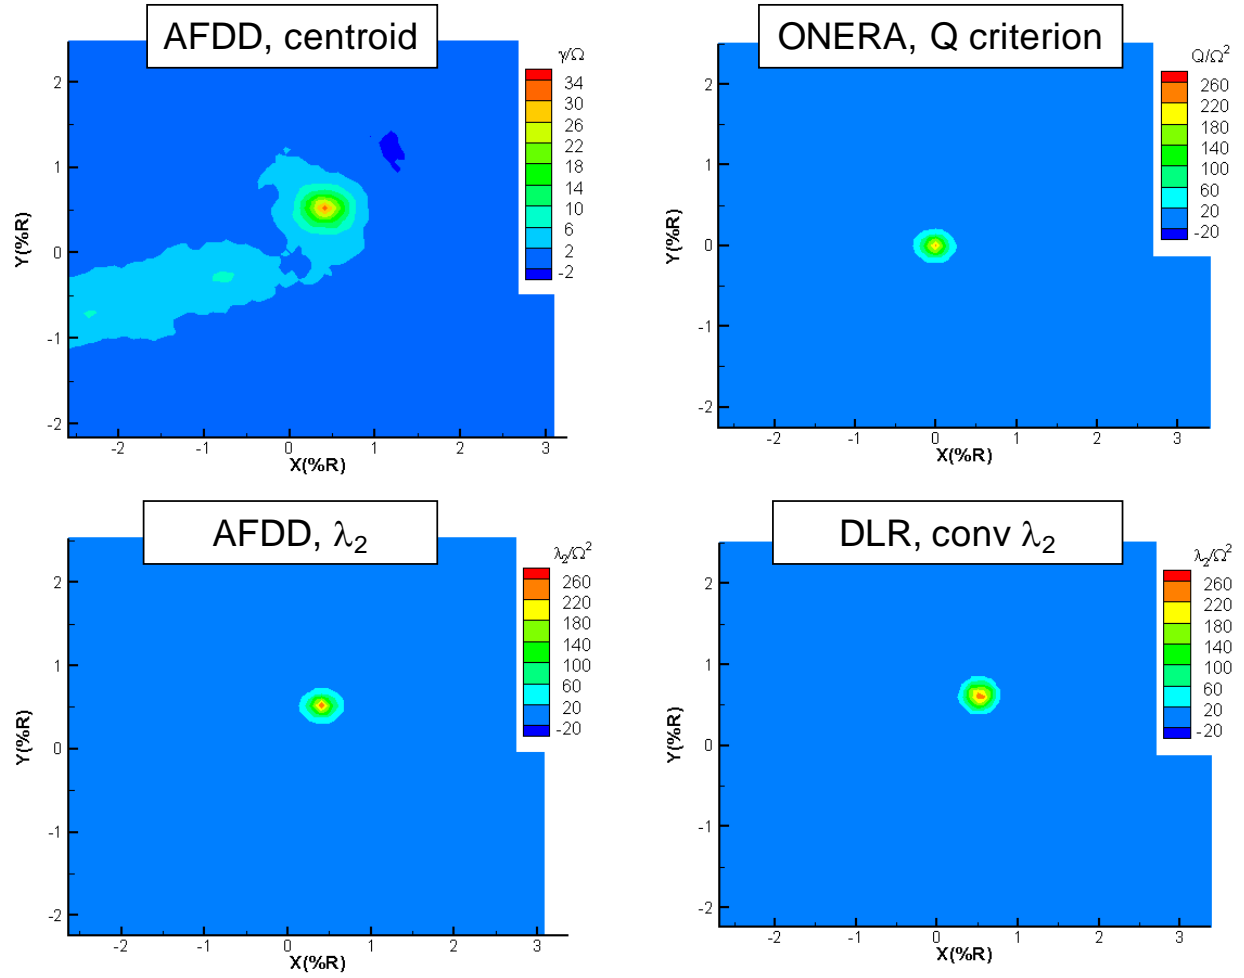 AFDD, centroid
γ/Ω
34
30
26
22
18
14
10
6
2
-2
2
1
0
-1
-2
Y(%R)
-2 -1 0 1 2 3
X(%R)
ONERA, Q criterion
Q/Ω²
260
220
180
140
100
60
20
-20
2
1
0
-1
-2
Y(%R)
-2 -1 0 1 2 3
X(%R)
AFDD, λ₂
λ₂/Ω²
260
220
180
140
100
60
20
-20
2
1
0
-1
-2
Y(%R)
-2 -1 0 1 2 3
X(%R)
DLR, conv λ₂
λ₂/Ω²
260
220
180
140
100
60
20
-20
2
1
0
-1
-2
Y(%R)
-2 -1 0 1 2 3
X(%R)